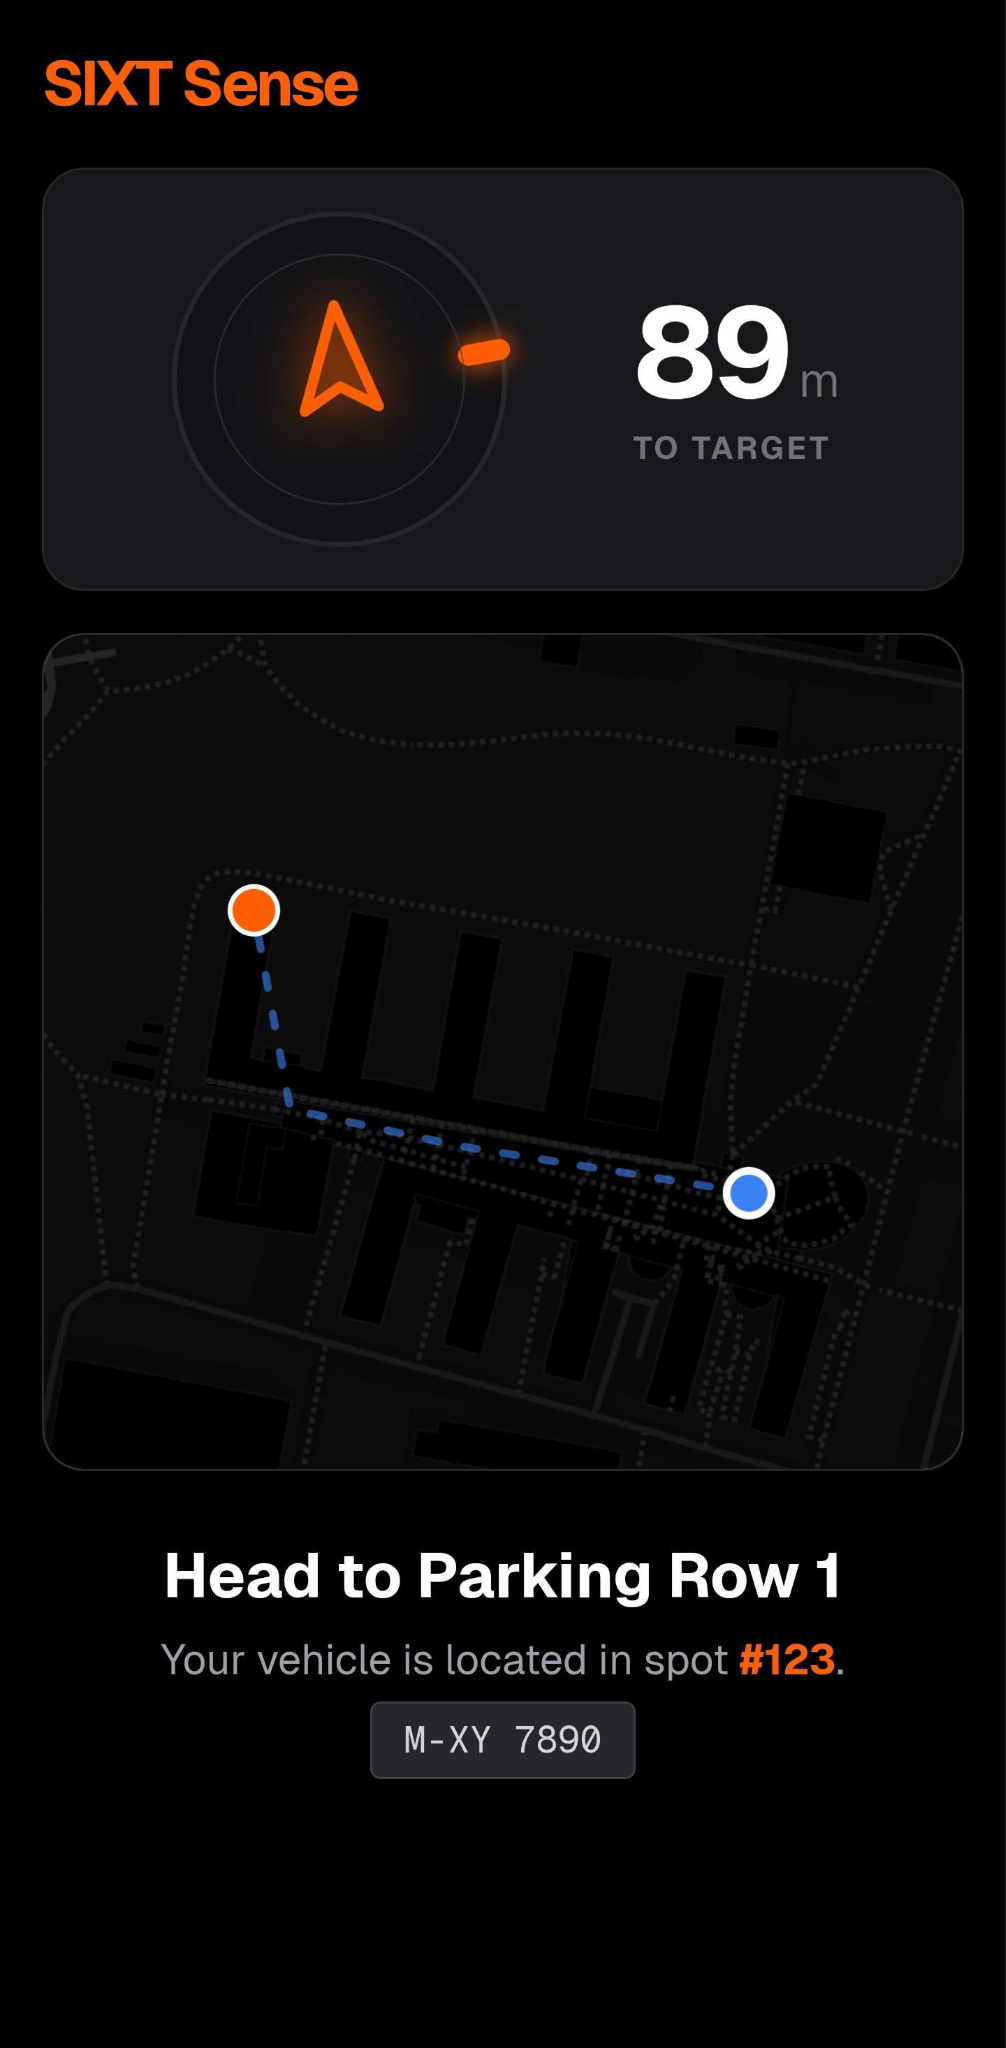 SIXT Sense
89 m
TO TARGET
Head to Parking Row 1
Your vehicle is located in spot #123.
M-XY 7890